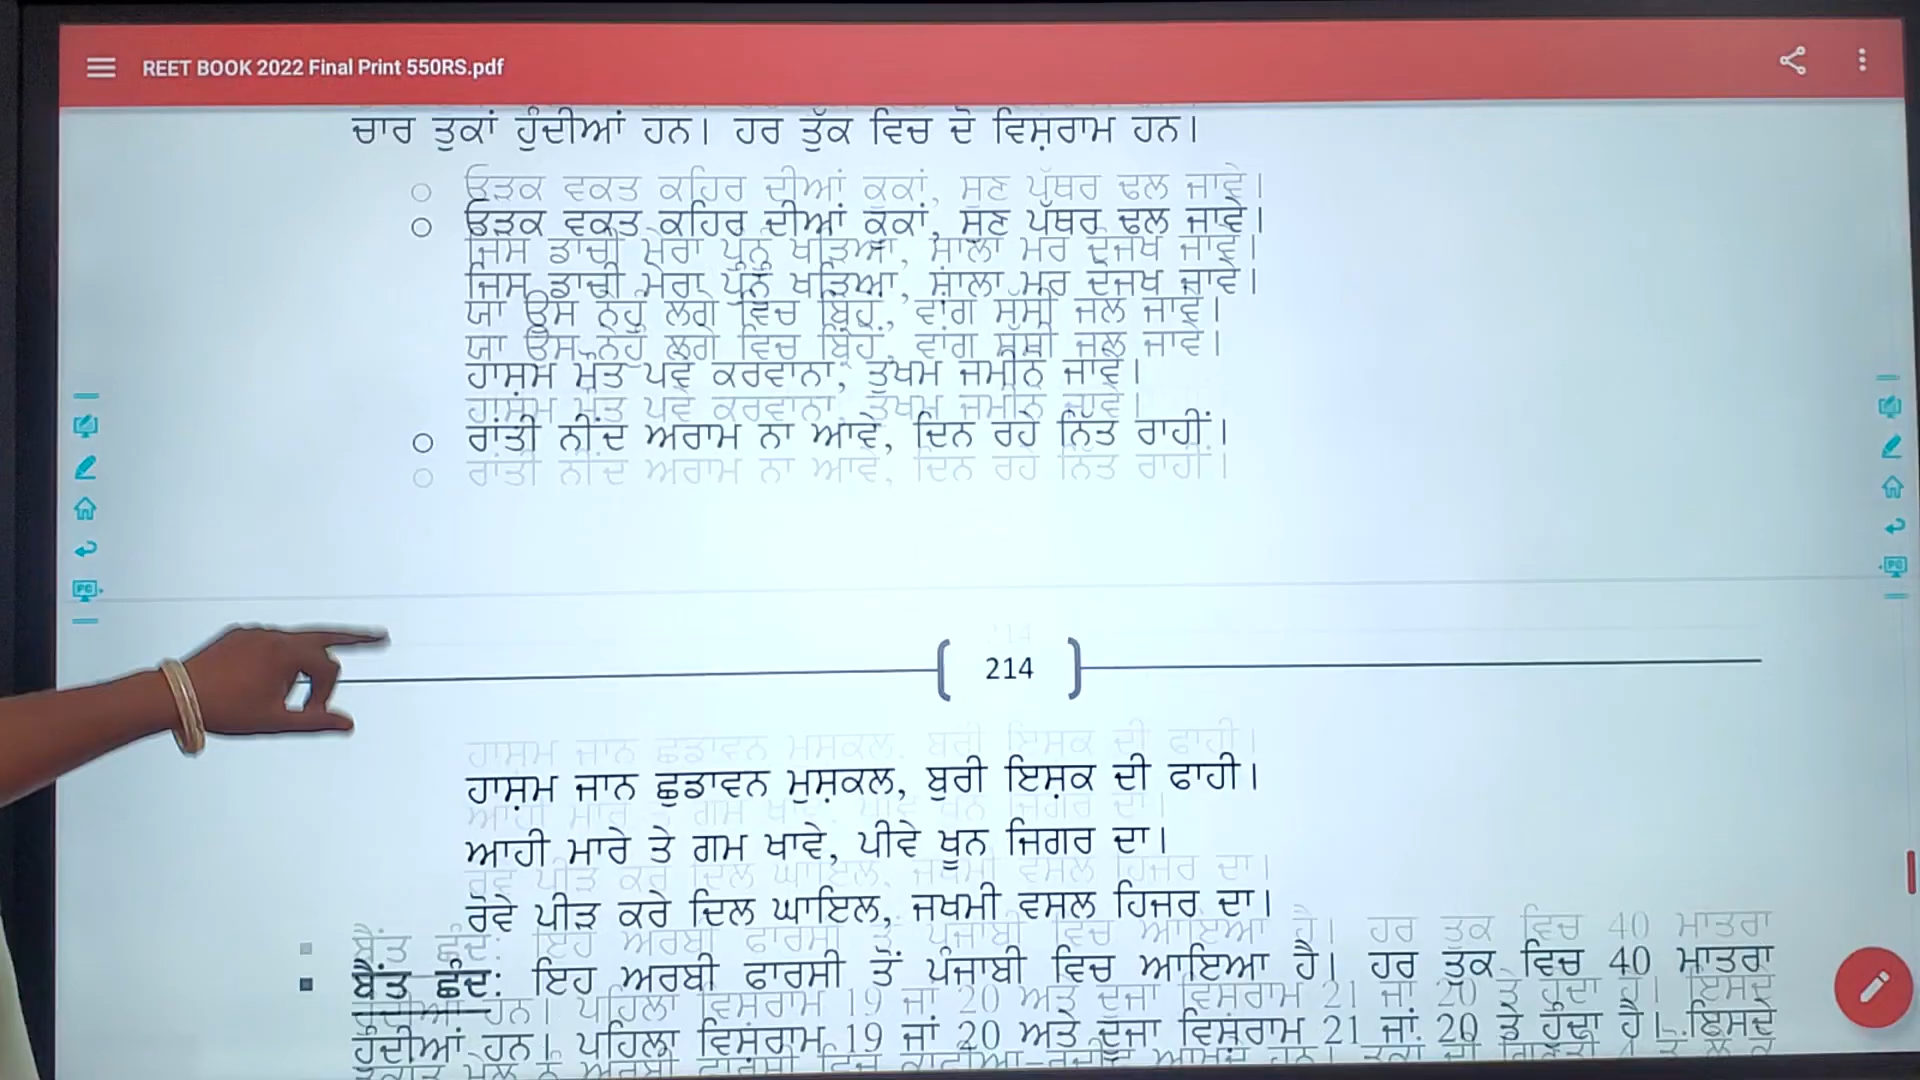 REET BOOK 2022 Final Print 550RS.pdf
ਚਾਰ ਤੁਕਾਂ ਹੁੰਦੀਆਂ ਹਨ। ਹਰ ਤੁੱਕ ਵਿਚ ਦੋ ਵਿਸ਼ਰਾਮ ਹਨ।
ਓੜਕ ਵਕਤ ਕਹਿਰ ਦੀਆਂ ਕੂਕਾਂ, ਸੁਣ ਪੱਥਰ ਢਲ ਜਾਵੇ।
ਜਿਸ ਡਾਚੀ ਮੇਰਾ ਪੁੰਨੂੰ ਖੜਿਆ, ਸ਼ਾਲਾ ਮਰ ਦੋਜਖ ਜਾਵੇ।
ਯਾ ਉਸ ਨੇਹੁੰ ਲਗੇ ਵਿਚ ਬ੍ਰਿਹੋਂ, ਵਾਂਗ ਸੱਸੀ ਜਲ ਜਾਵੇ।
ਹਾਸ਼ਮ ਮੌਤ ਪਵੇ ਕਰਵਾਨਾ, ਤੁਖਮ ਜਮੀਨੋਂ ਜਾਵੇ।
ਰਾਂਤੀ ਨੀਂਦ ਅਰਾਮ ਨਾ ਆਵੇ, ਦਿਨ ਰਹੇ ਨਿੱਤ ਰਾਹੀਂ।
214
ਹਾਸ਼ਮ ਜਾਨ ਛੁਡਾਵਨ ਮੁਸ਼ਕਲ, ਬੁਰੀ ਇਸ਼ਕ ਦੀ ਫਾਹੀ।
ਆਹੀ ਮਾਰੇ ਤੇ ਗਮ ਖਾਵੇ, ਪੀਵੇ ਖੂਨ ਜਿਗਰ ਦਾ।
ਰੋਵੇ ਪੀੜ ਕਰੇ ਦਿਲ ਘਾਇਲ, ਜਖਮੀ ਵਸਲ ਹਿਜਰ ਦਾ।
ਬੈਂਤ ਛੰਦ: ਇਹ ਅਰਬੀ ਫਾਰਸੀ ਤੋਂ ਪੰਜਾਬੀ ਵਿਚ ਆਇਆ ਹੈ। ਹਰ ਤੁਕ ਵਿਚ 40 ਮਾਤਰਾ
ਹੁੰਦੀਆਂ ਹਨ। ਪਹਿਲਾ ਵਿਸ਼ਰਾਮ 19 ਜਾਂ 20 ਅਤੇ ਦੂਜਾ ਵਿਸ਼ਰਾਮ 21 ਜਾਂ 20 ਤੇ ਹੁੰਦਾ ਹੈ। ਇਸਦੇ